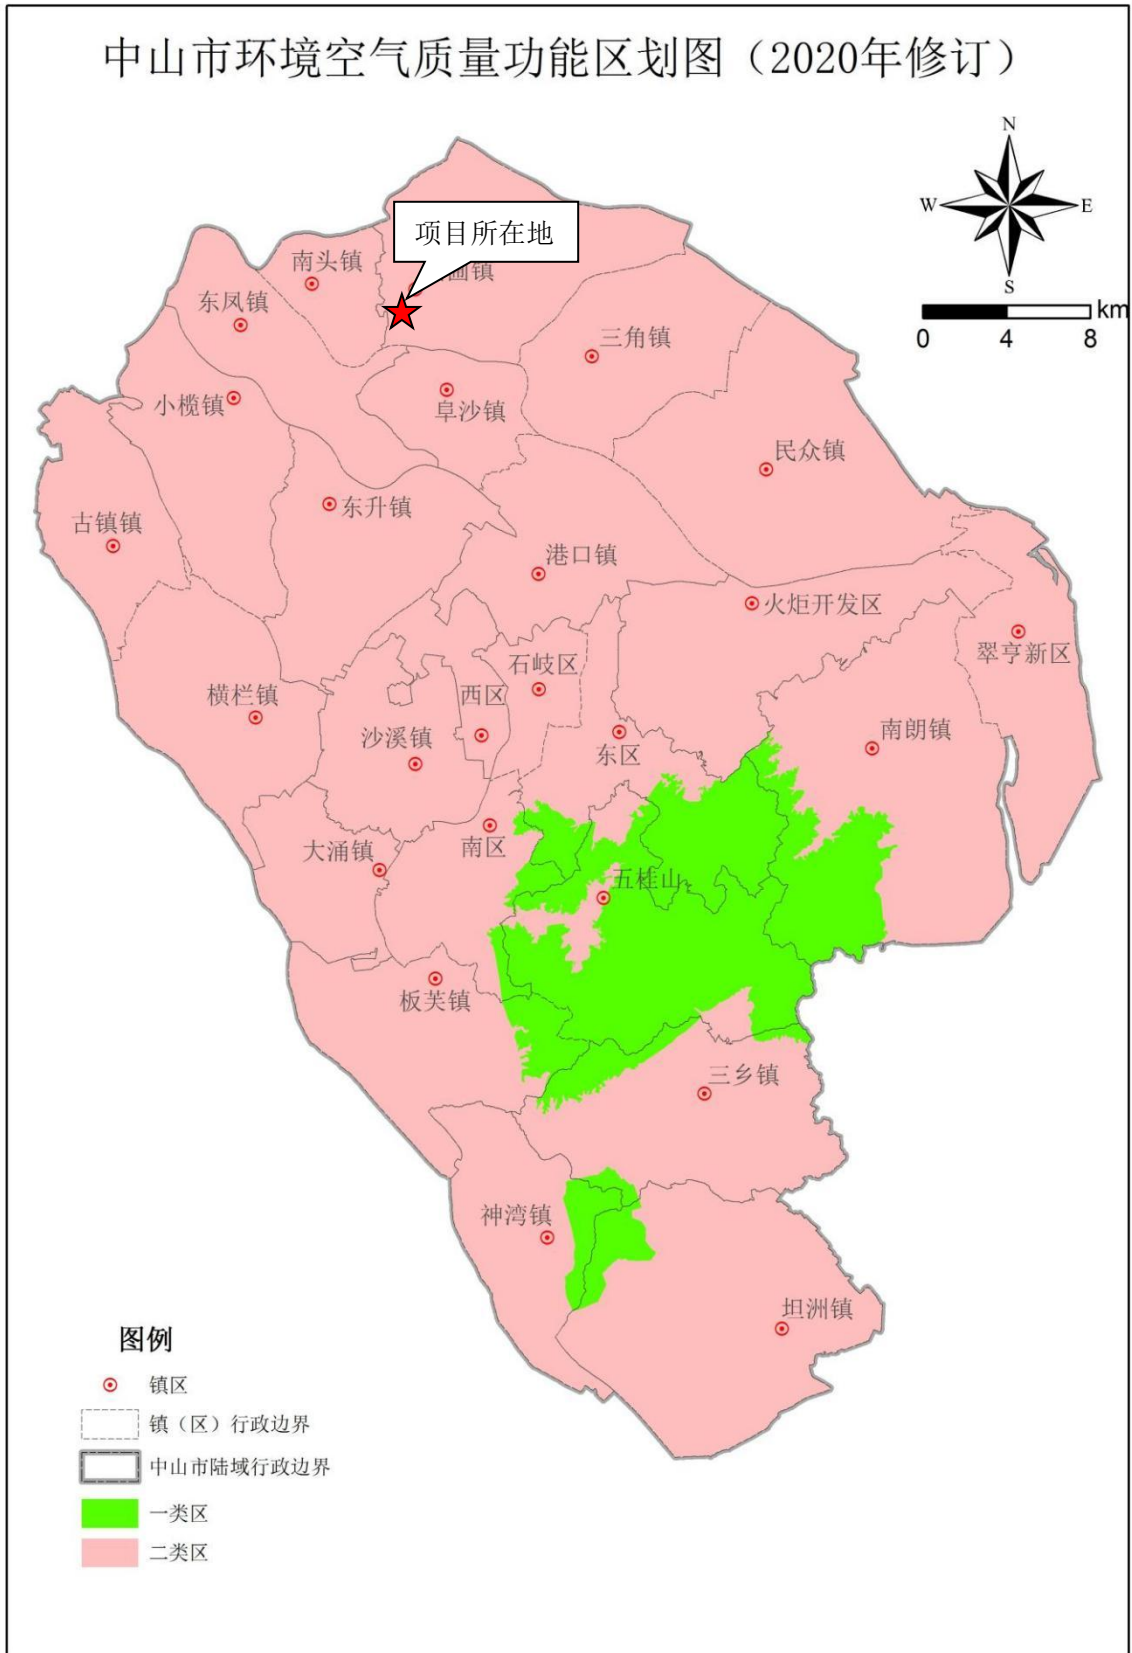 中山市环境空气质量功能区划图（2020年修订）
N
W
E
S
km
0
4
8
项目所在地
南头镇
圃镇
东凤镇
三角镇
小榄镇
阜沙镇
民众镇
古镇镇
东升镇
港口镇
火炬开发区
翠亨新区
石岐区
横栏镇
西区
沙溪镇
东区
南朗镇
南区
大涌镇
五桂山
板芙镇
三乡镇
神湾镇
坦洲镇
图例
镇区
镇（区）行政边界
中山市陆域行政边界
一类区
二类区